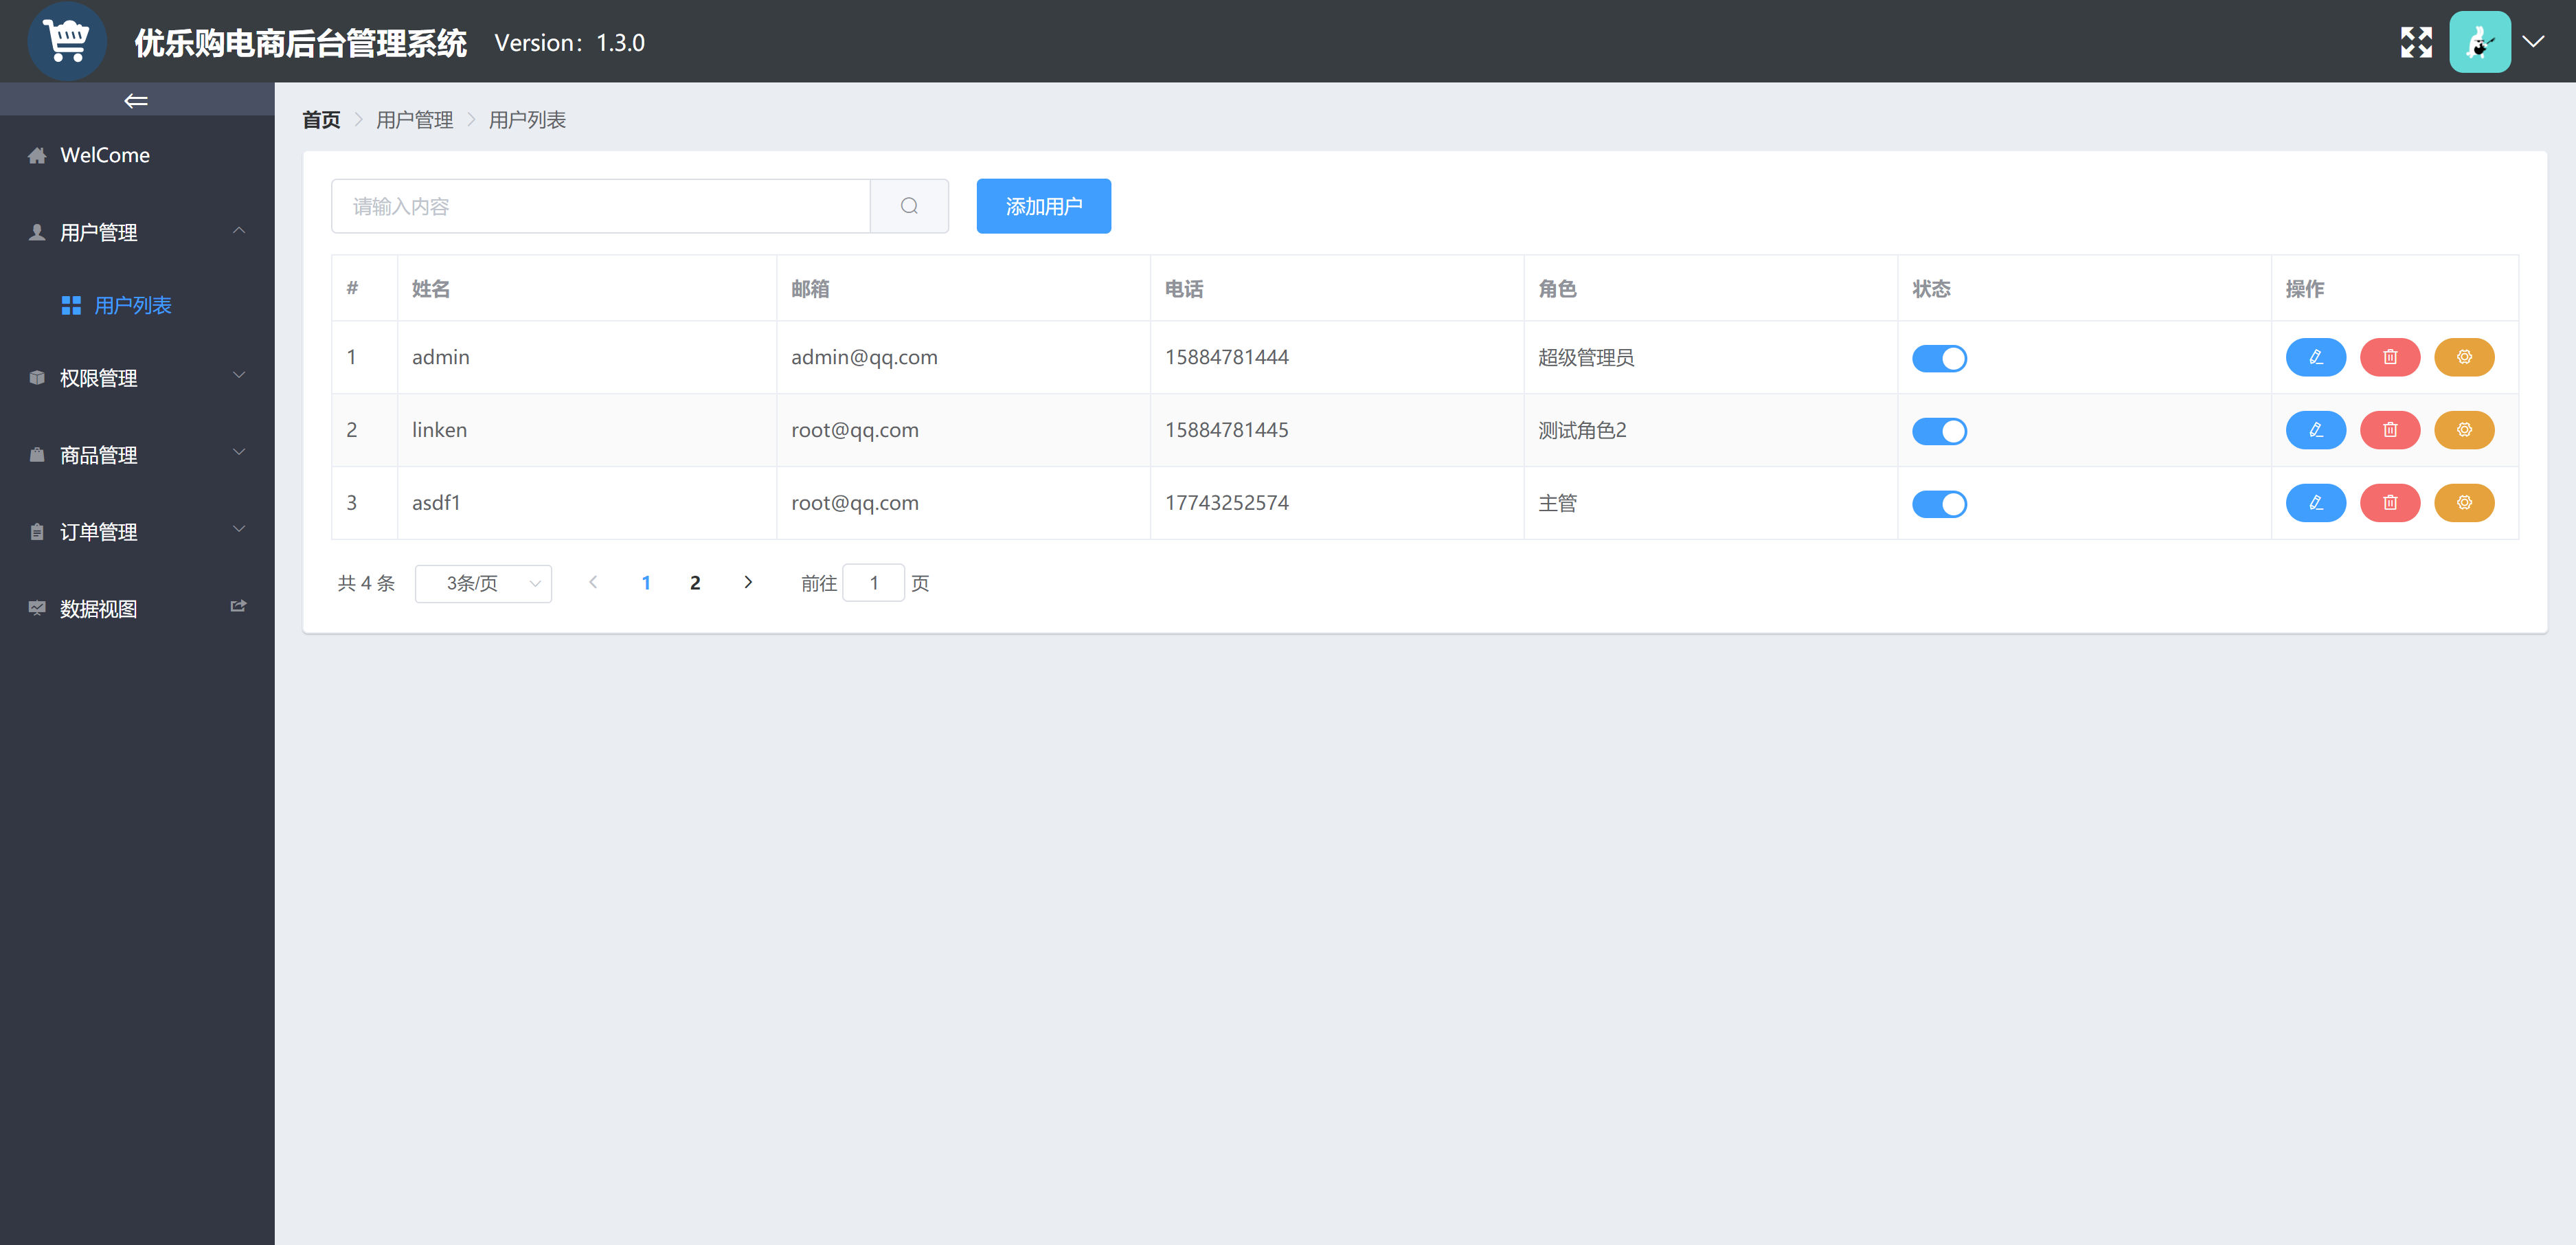 优乐购电商后台管理系统 Version：1.3.0
首页 用户管理 用户列表
WelCome
用户管理
用户列表
权限管理
商品管理
订单管理
数据视图
请输入内容 添加用户
# 姓名 邮箱 电话 角色 状态 操作
1 admin admin@qq.com 15884781444 超级管理员
2 linken root@qq.com 15884781445 测试角色2
3 asdf1 root@qq.com 17743252574 主管
共 4 条 3条/页 1 2 前往 1 页